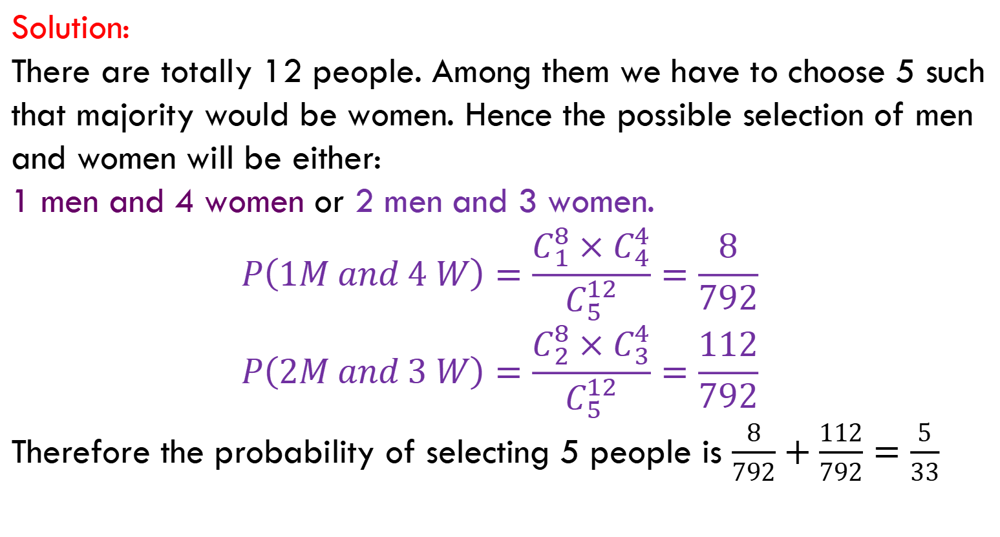 Solution:
There are totally 12 people. Among them we have to choose 5 such
that majority would be women. Hence the possible selection of men
and women will be either:
1 men and 4 women or 2 men and 3 women.
$P(1M \text{ and } 4\ W) = \frac{C_1^8 \times C_4^4}{C_5^{12}} = \frac{8}{792}$
$P(2M \text{ and } 3\ W) = \frac{C_2^8 \times C_3^4}{C_5^{12}} = \frac{112}{792}$
Therefore the probability of selecting 5 people is $\frac{8}{792} + \frac{112}{792} = \frac{5}{33}$